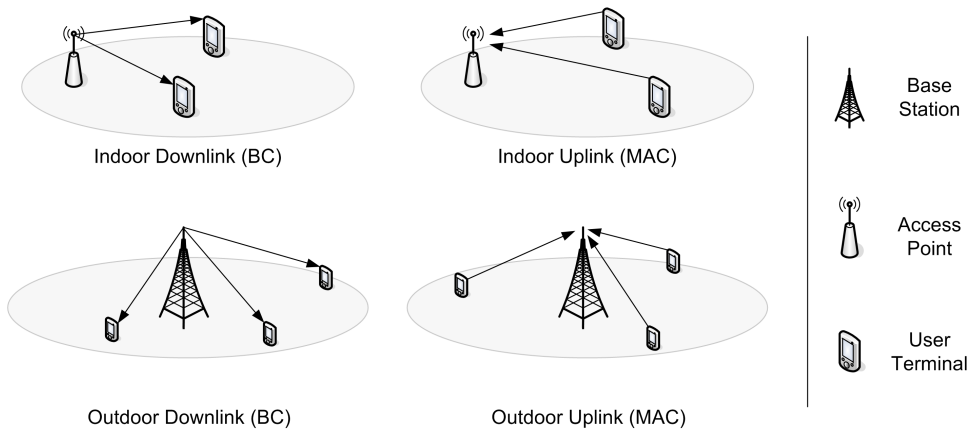 Indoor Downlink (BC)
Indoor Uplink (MAC)
Outdoor Downlink (BC)
Outdoor Uplink (MAC)
Base
Station
Access
Point
User
Terminal